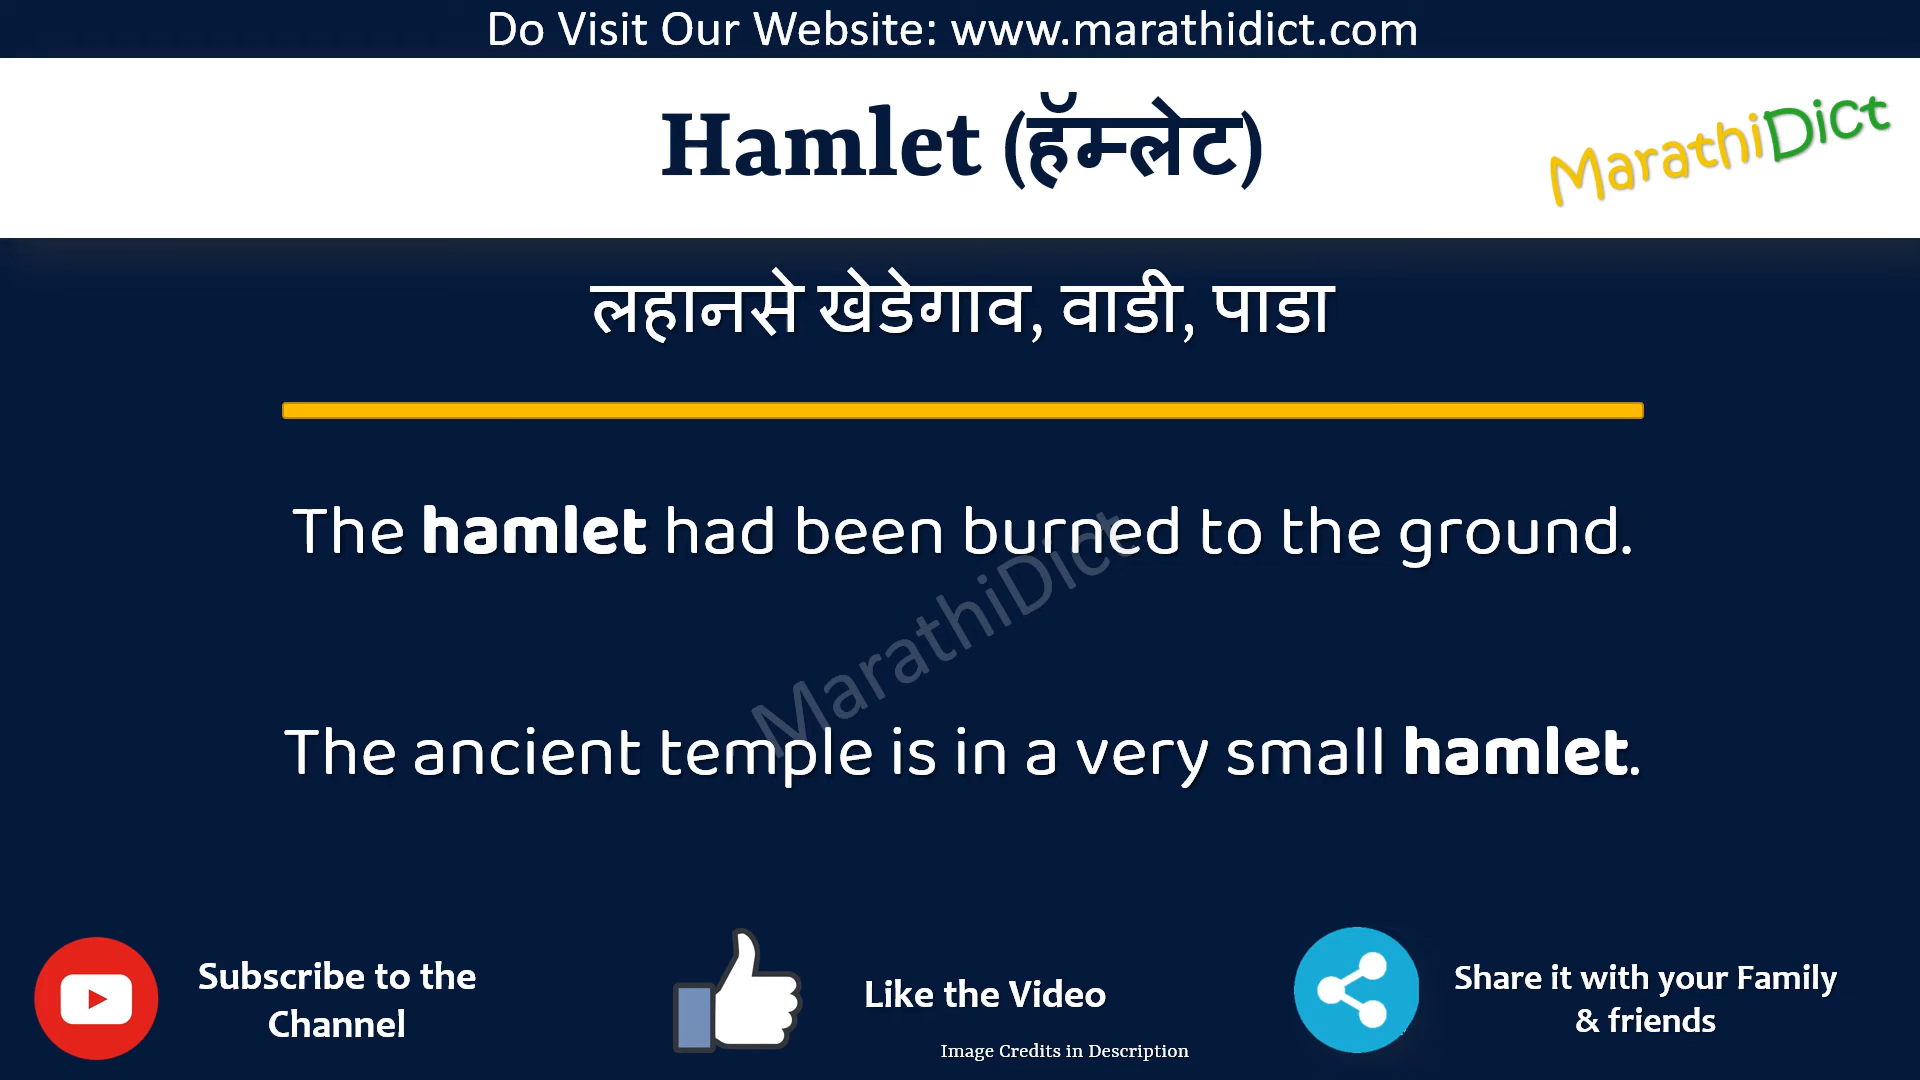 Do Visit Our Website: www.marathidict.com
Hamlet (हॅम्लेट)
MarathiDict
लहानसे खेडेगाव, वाडी, पाडा
The hamlet had been burned to the ground.
MarathiDict
The ancient temple is in a very small hamlet.
Subscribe to the
Channel
Like the Video
Share it with your Family
& friends
Image Credits in Description